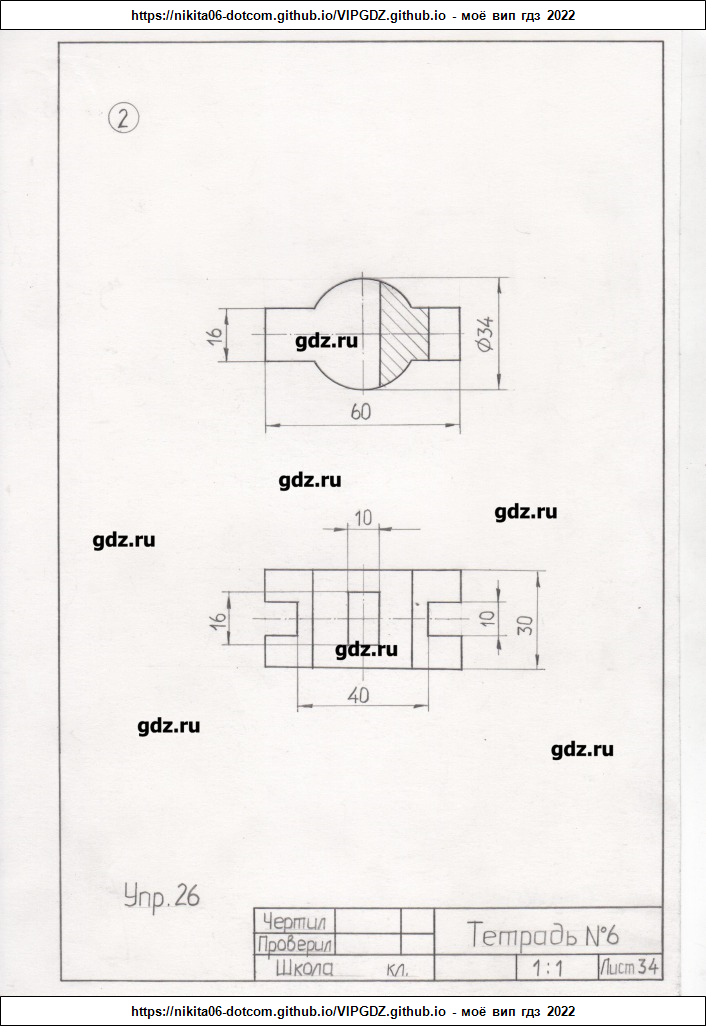 https://nikita06-dotcom.github.io/VIPGDZ.github.io - моё вип гдз 2022
2
16
gdz.ru
Ø34
60
gdz.ru
gdz.ru
gdz.ru
10
16
10
30
gdz.ru
40
gdz.ru
gdz.ru
Упр. 26
Чертил
Проверил
Тетрадь №6
Школа кл.
1:1
Лист 34
https://nikita06-dotcom.github.io/VIPGDZ.github.io - моё вип гдз 2022